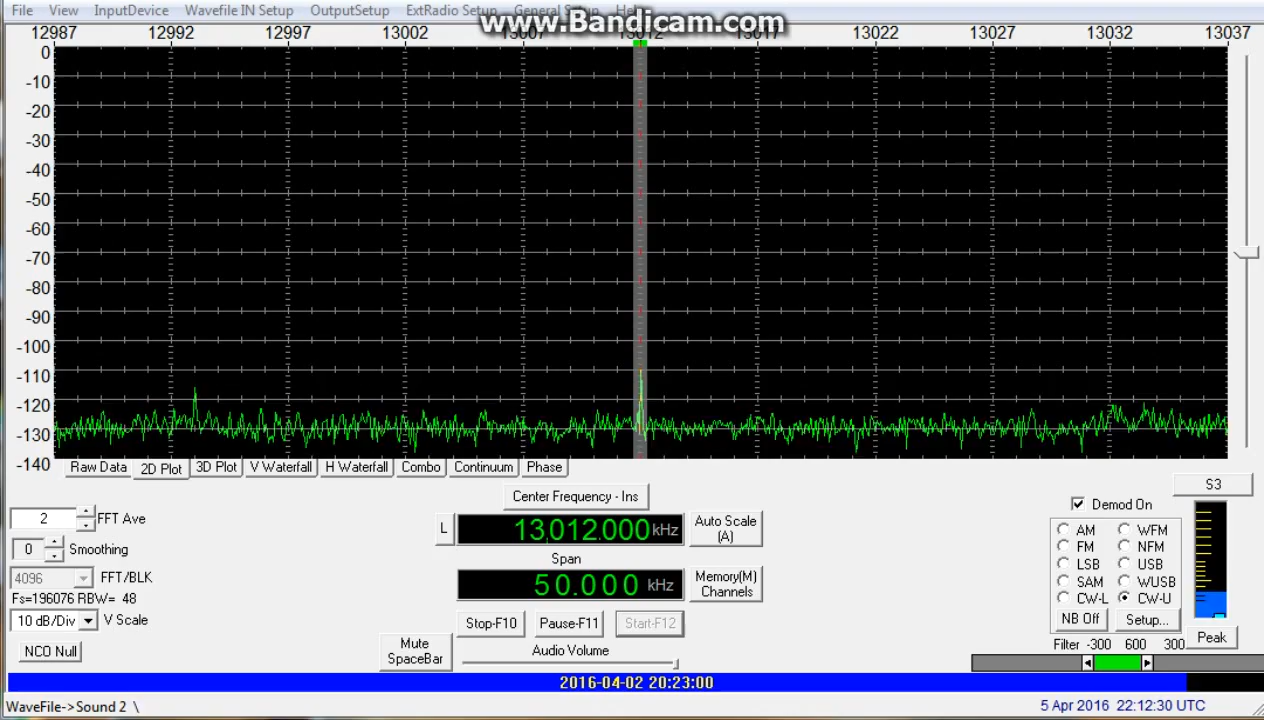 File View InputDevice Wavefile IN Setup OutputSetup ExtRadio Setup General Setup Help
www.Bandicam.com
12987 12992 12997 13002 13007 13012 13017 13022 13027 13032 13037
0
-10
-20
-30
-40
-50
-60
-70
-80
-90
-100
-110
-120
-130
-140
Raw Data 2D Plot 3D Plot V Waterfall H Waterfall Combo Continuum Phase
S3
Center Frequency - Ins
Demod On
2 FFT Ave
L 13,012.000 kHz
Auto Scale
(A)
AM WFM
FM NFM
LSB USB
SAM WUSB
CW-L CW-U
0 Smoothing
Span
4096 FFT/BLK
50.000 kHz
Memory(M)
Channels
Fs=196076 RBW= 48
10 dB/Div V Scale
Stop-F10 Pause-F11 Start-F12
NB Off Setup...
Peak
NCO Null
Mute
SpaceBar
Audio Volume
Filter -300 600 300
2016-04-02 20:23:00
WaveFile->Sound 2 \
5 Apr 2016 22:12:30 UTC